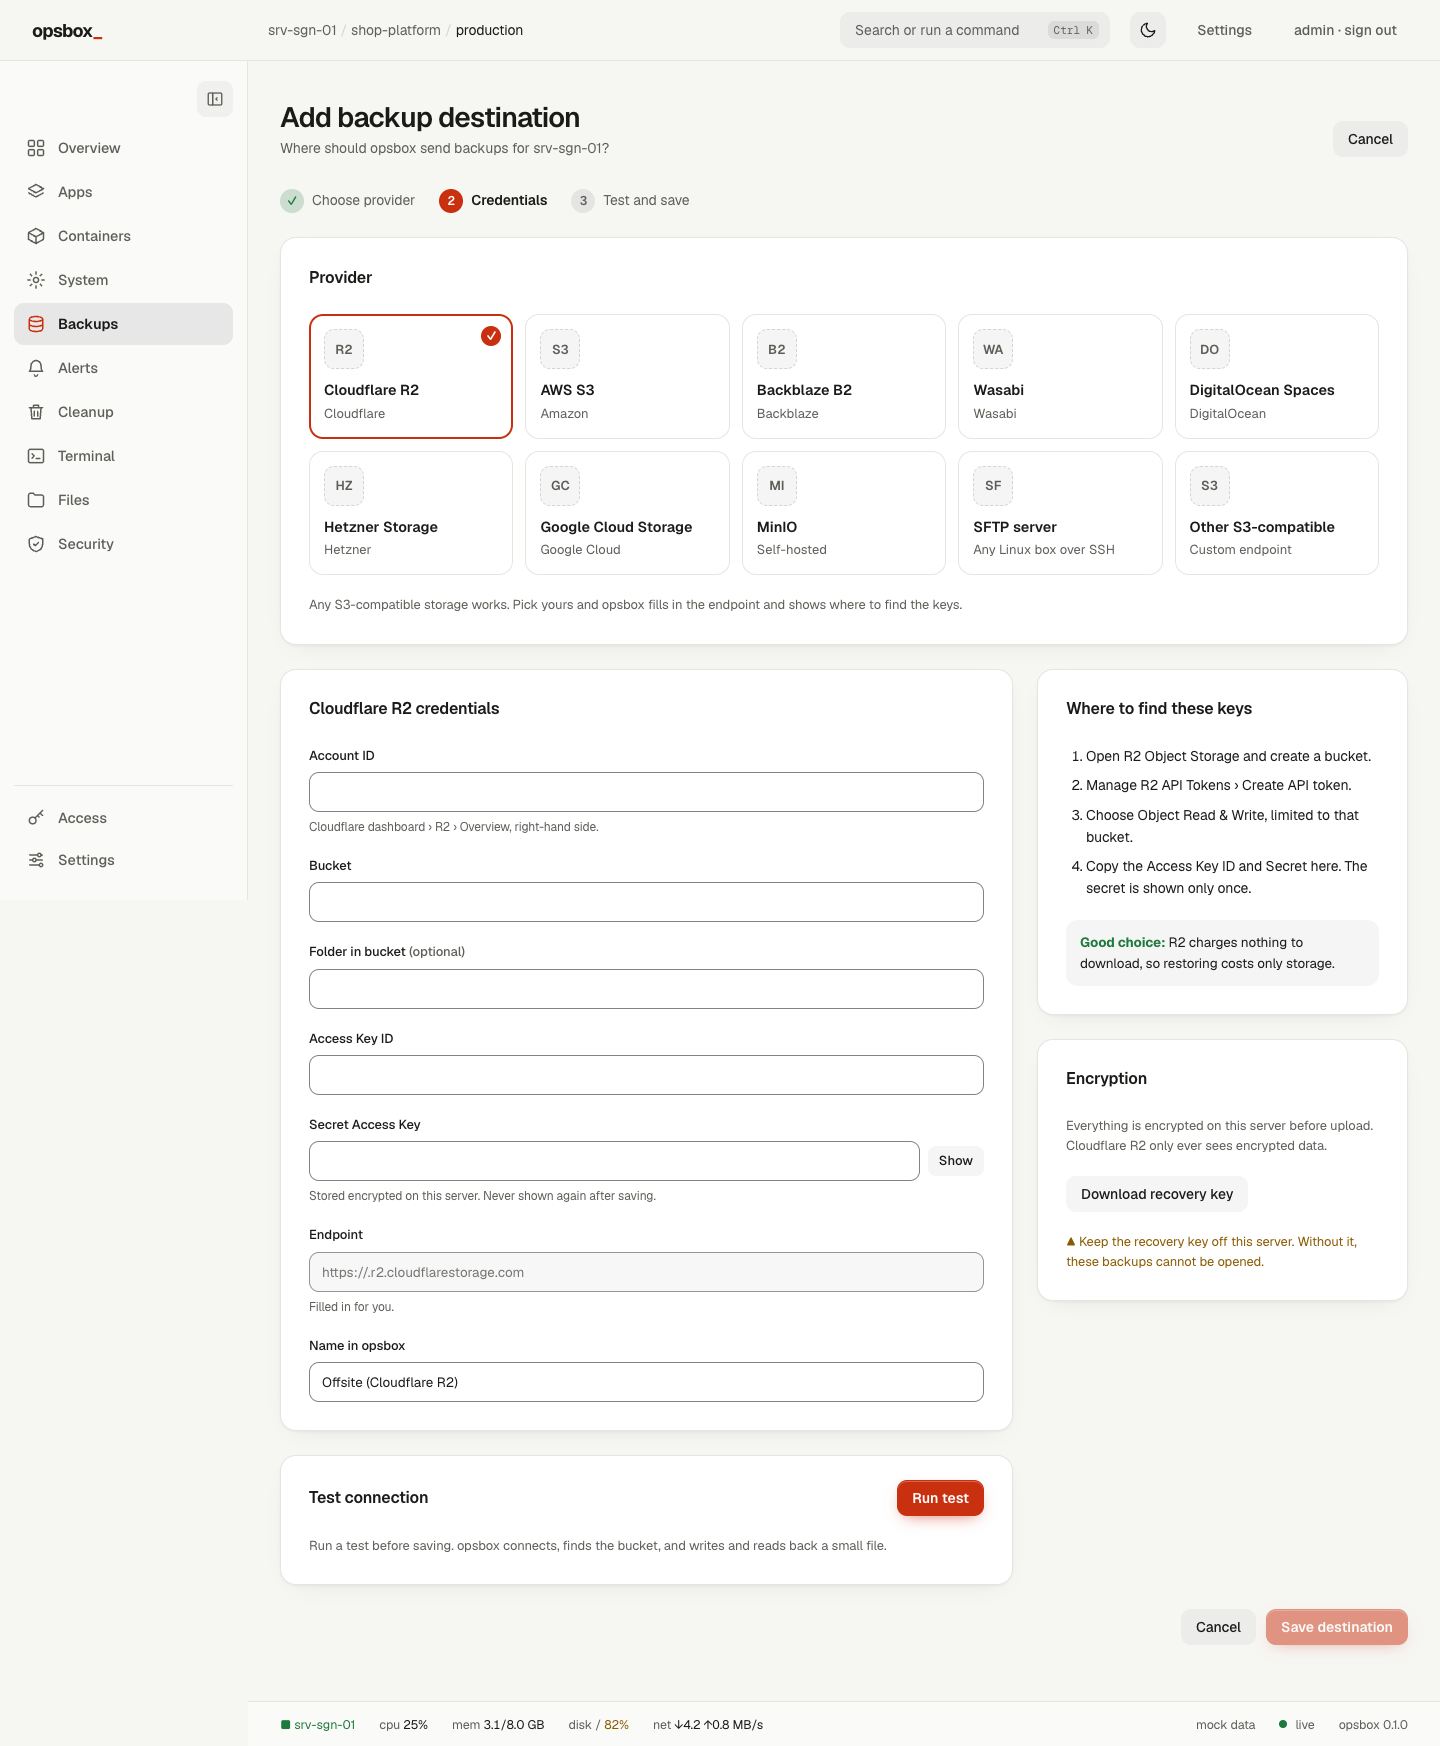 opsbox_
srv-sgn-01 / shop-platform / production
Search or run a command Ctrl K
Settings
admin · sign out
Overview
Apps
Containers
System
Backups
Alerts
Cleanup
Terminal
Files
Security
Access
Settings
Add backup destination
Where should opsbox send backups for srv-sgn-01?
Cancel
Choose provider
2 Credentials
3 Test and save
Provider
R2
Cloudflare R2
Cloudflare
S3
AWS S3
Amazon
B2
Backblaze B2
Backblaze
WA
Wasabi
Wasabi
DO
DigitalOcean Spaces
DigitalOcean
HZ
Hetzner Storage
Hetzner
GC
Google Cloud Storage
Google Cloud
MI
MinIO
Self-hosted
SF
SFTP server
Any Linux box over SSH
S3
Other S3-compatible
Custom endpoint
Any S3-compatible storage works. Pick yours and opsbox fills in the endpoint and shows where to find the keys.
Cloudflare R2 credentials
Account ID
Cloudflare dashboard › R2 › Overview, right-hand side.
Bucket
Folder in bucket (optional)
Access Key ID
Secret Access Key
Show
Stored encrypted on this server. Never shown again after saving.
Endpoint
https://.r2.cloudflarestorage.com
Filled in for you.
Name in opsbox
Offsite (Cloudflare R2)
Where to find these keys
1. Open R2 Object Storage and create a bucket.
2. Manage R2 API Tokens › Create API token.
3. Choose Object Read & Write, limited to that
bucket.
4. Copy the Access Key ID and Secret here. The
secret is shown only once.
Good choice: R2 charges nothing to
download, so restoring costs only storage.
Encryption
Everything is encrypted on this server before upload.
Cloudflare R2 only ever sees encrypted data.
Download recovery key
▲ Keep the recovery key off this server. Without it,
these backups cannot be opened.
Test connection
Run test
Run a test before saving. opsbox connects, finds the bucket, and writes and reads back a small file.
Cancel
Save destination
srv-sgn-01
cpu 25%
mem 3.1/8.0 GB
disk / 82%
net ↓4.2 ↑0.8 MB/s
mock data
live
opsbox 0.1.0